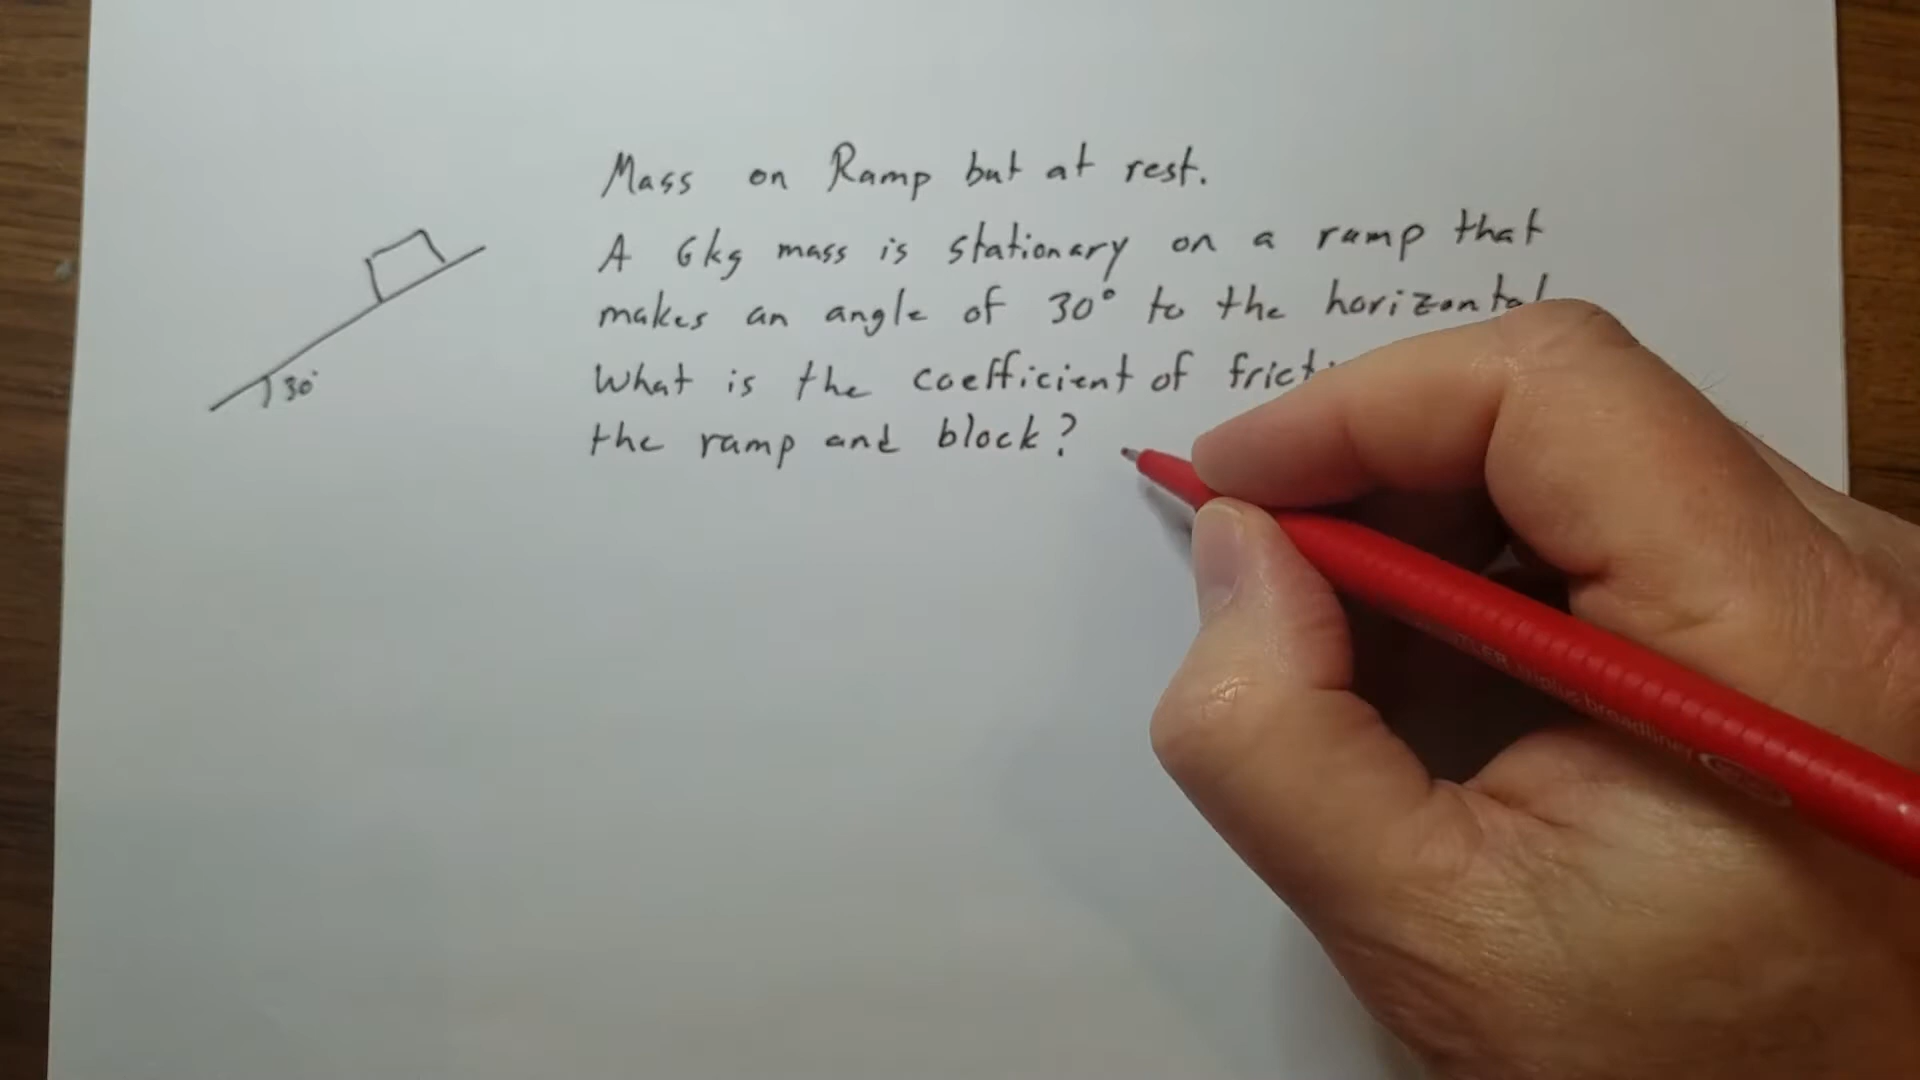 Mass on Ramp but at rest.
A 6kg mass is stationary on a ramp that
makes an angle of 30° to the horizontal
What is the coefficient of
the ramp and block?
30°